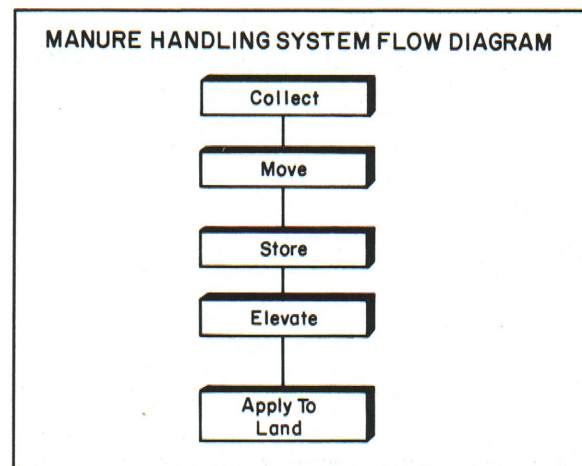 MANURE HANDLING SYSTEM FLOW DIAGRAM
Collect
Move
Store
Elevate
Apply To
Land